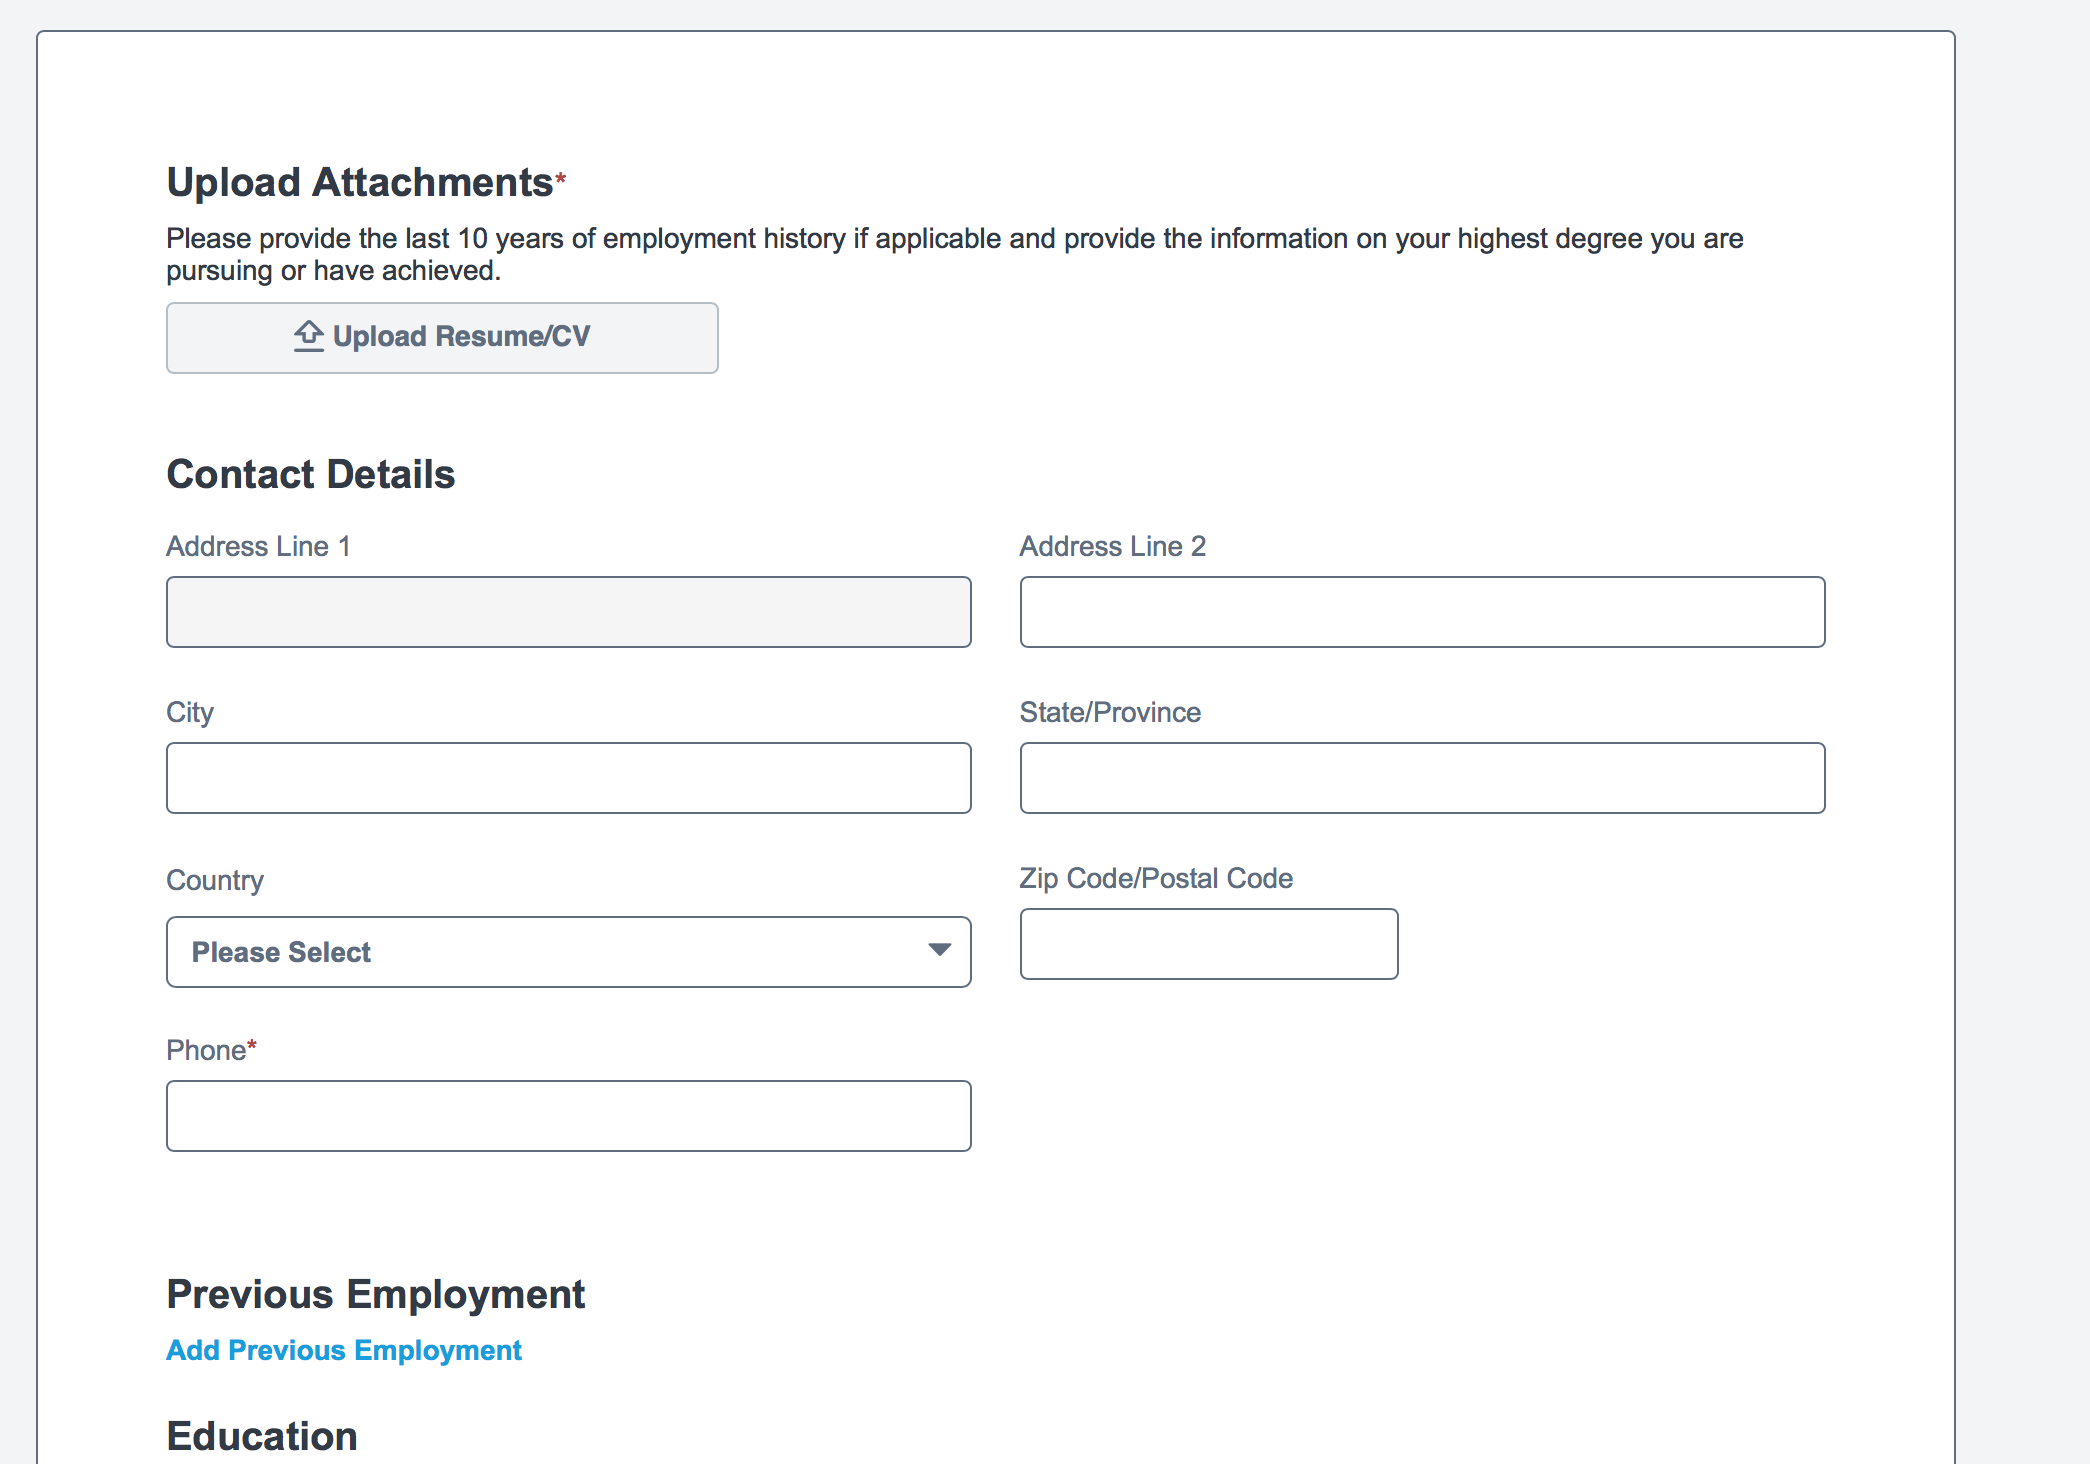 Upload Attachments*
Please provide the last 10 years of employment history if applicable and provide the information on your highest degree you are
pursuing or have achieved.
Upload Resume/CV
Contact Details
Address Line 1
Address Line 2
City
State/Province
Country
Zip Code/Postal Code
Please Select
Phone*
Previous Employment
Add Previous Employment
Education